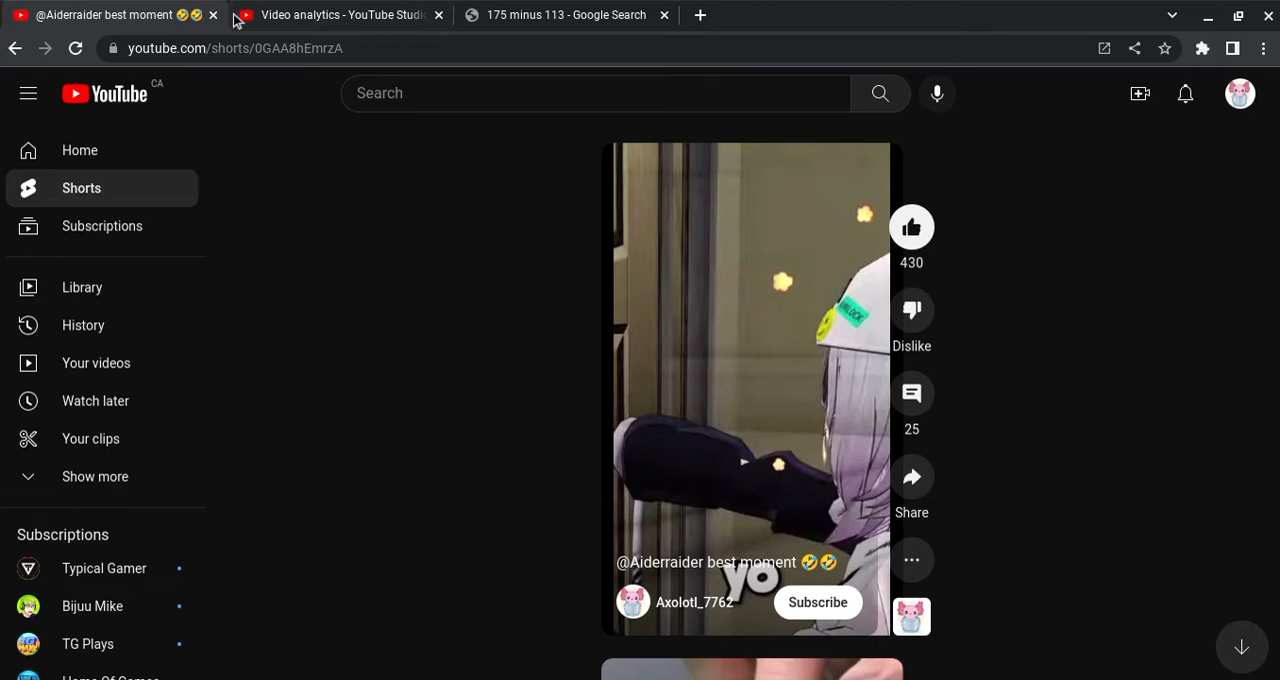 @Aiderraider best moment 🤣🤣
Video analytics - YouTube Studio
175 minus 113 - Google Search
youtube.com/shorts/0GAA8hEmrzA
YouTube CA
Search
Home
Shorts
Subscriptions
Library
History
Your videos
Watch later
Your clips
Show more
Subscriptions
Typical Gamer
Bijuu Mike
TG Plays
UNLOCK
430
Dislike
25
Share
@Aiderraider best moment 🤣🤣
yo
Axolotl_7762
Subscribe